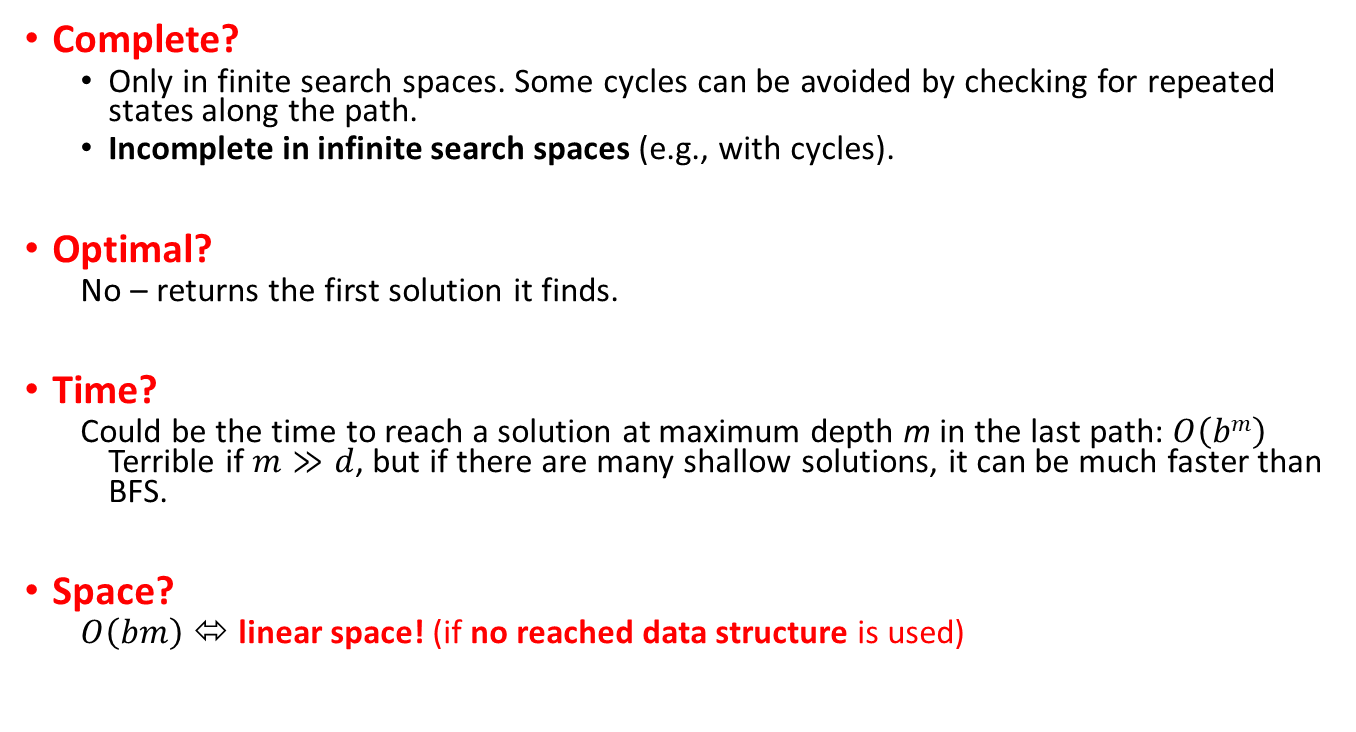 • Complete?
• Only in finite search spaces. Some cycles can be avoided by checking for repeated
states along the path.
• Incomplete in infinite search spaces (e.g., with cycles).
• Optimal?
No – returns the first solution it finds.
• Time?
Could be the time to reach a solution at maximum depth m in the last path: O(bᵐ)
Terrible if m ≫ d, but if there are many shallow solutions, it can be much faster than
BFS.
• Space?
O(bm) ⬄ linear space! (if no reached data structure is used)